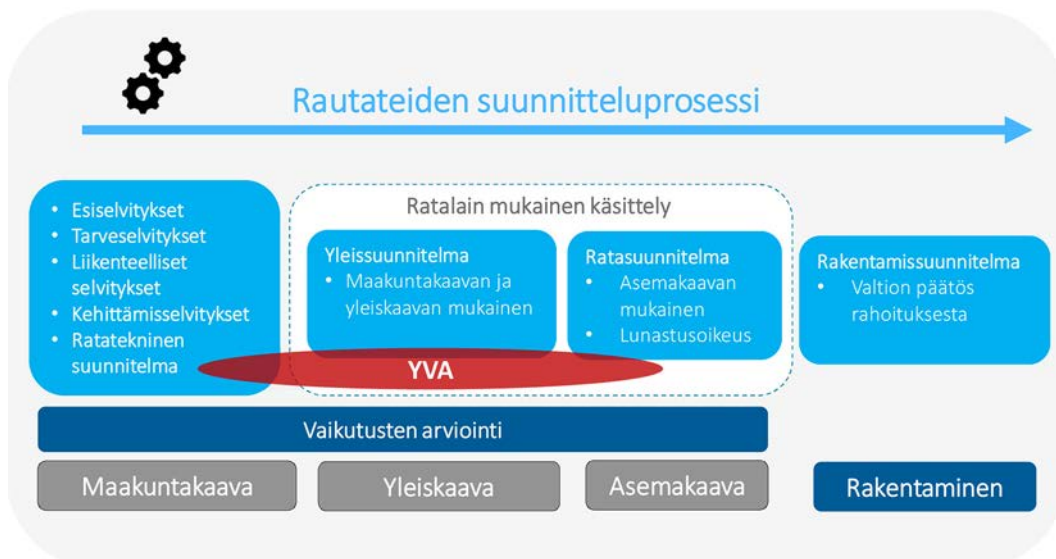 Rautateiden suunnitteluprosessi
• Esiselvitykset
• Tarveselvitykset
• Liikenteelliset
selvitykset
• Kehittämisselvitykset
• Ratatekninen
suunnitelma
Ratalain mukainen käsittely
Yleissuunnitelma
• Maakuntakaavan ja
yleiskaavan mukainen
Ratasuunnitelma
• Asemakaavan
mukainen
• Lunastusoikeus
Rakentamissuunnitelma
• Valtion päätös
rahoituksesta
YVA
Vaikutusten arviointi
Maakuntakaava
Yleiskaava
Asemakaava
Rakentaminen